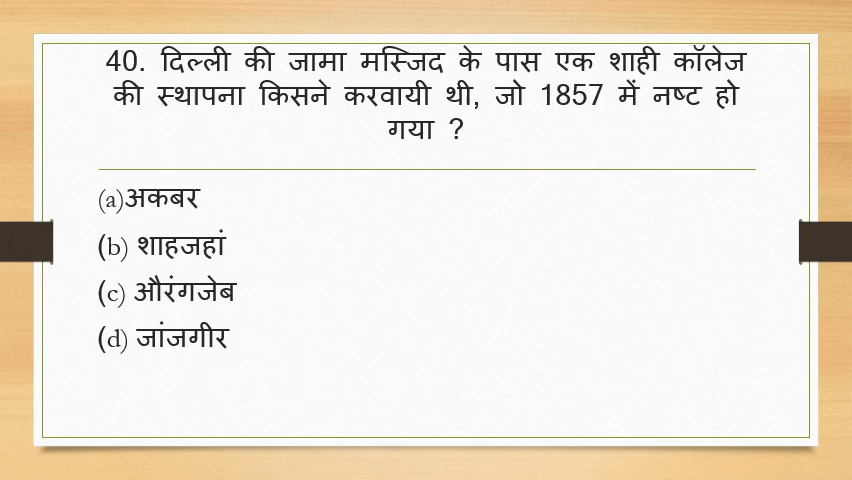 40. दिल्ली की जामा मस्जिद के पास एक शाही कॉलेज
की स्थापना किसने करवायी थी, जो 1857 में नष्ट हो
गया ?
(a)अकबर
(b) शाहजहां
(c) औरंगजेब
(d) जांजगीर